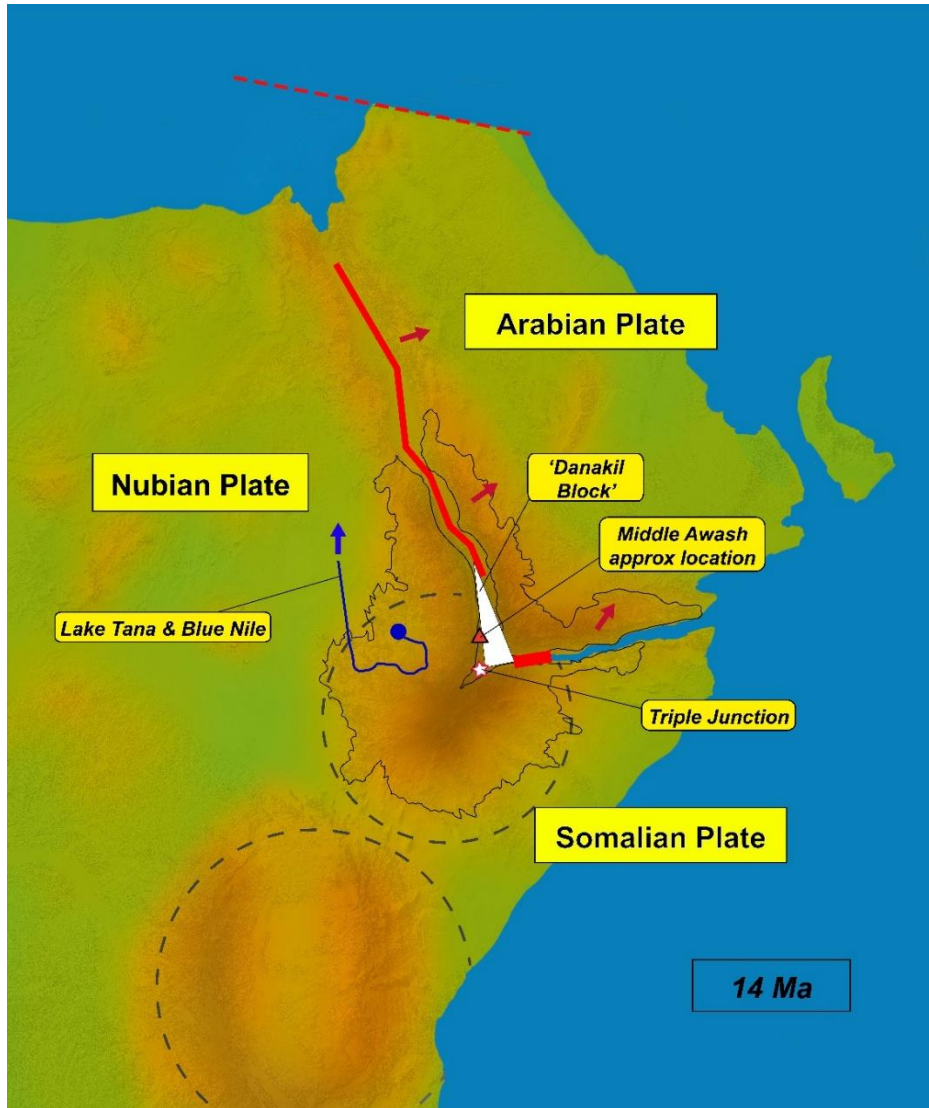 Arabian Plate
Nubian Plate
‘Danakil
Block’
Middle Awash
approx location
Lake Tana & Blue Nile
Triple Junction
Somalian Plate
14 Ma